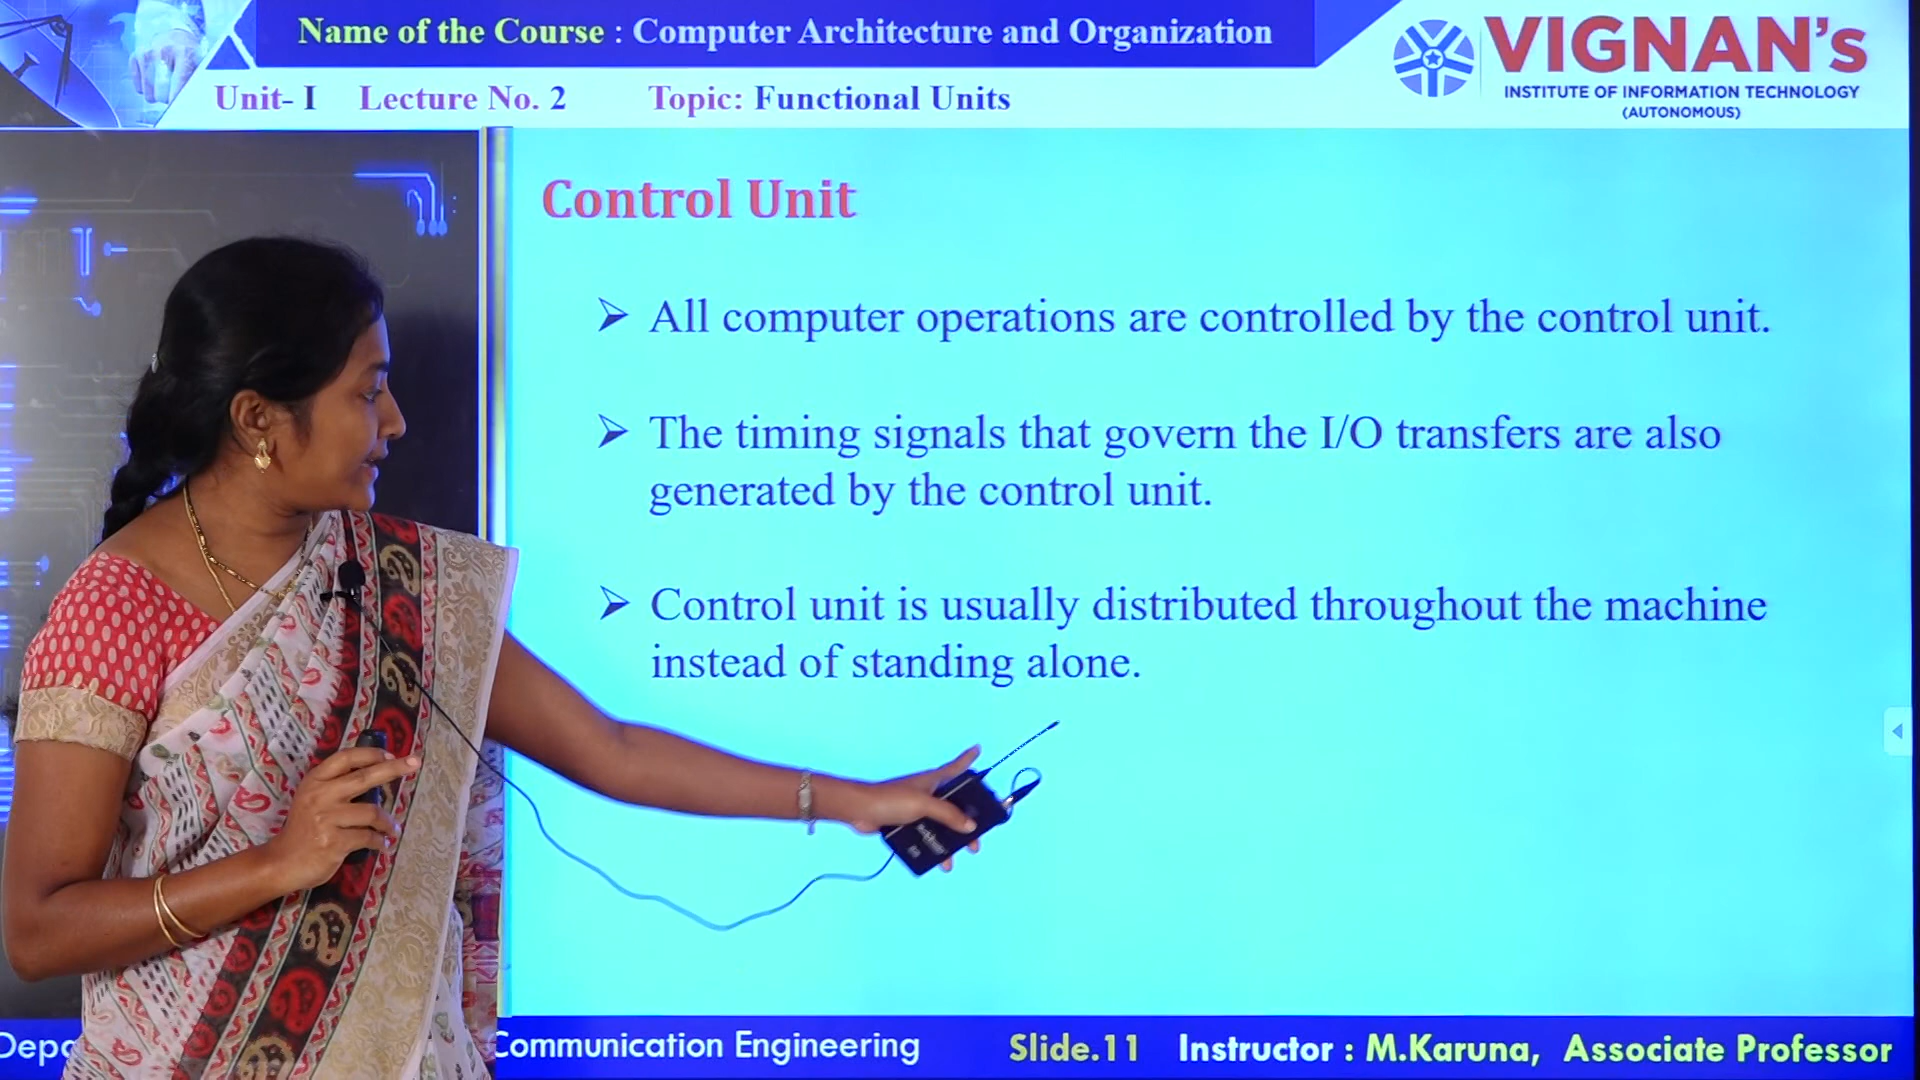 Name of the Course : Computer Architecture and Organization
Unit- I Lecture No. 2 Topic: Functional Units
VIGNAN's
INSTITUTE OF INFORMATION TECHNOLOGY
(AUTONOMOUS)
Control Unit
➢ All computer operations are controlled by the control unit.
➢ The timing signals that govern the I/O transfers are also
generated by the control unit.
➢ Control unit is usually distributed throughout the machine
instead of standing alone.
Communication Engineering Slide.11 Instructor : M.Karuna, Associate Professor